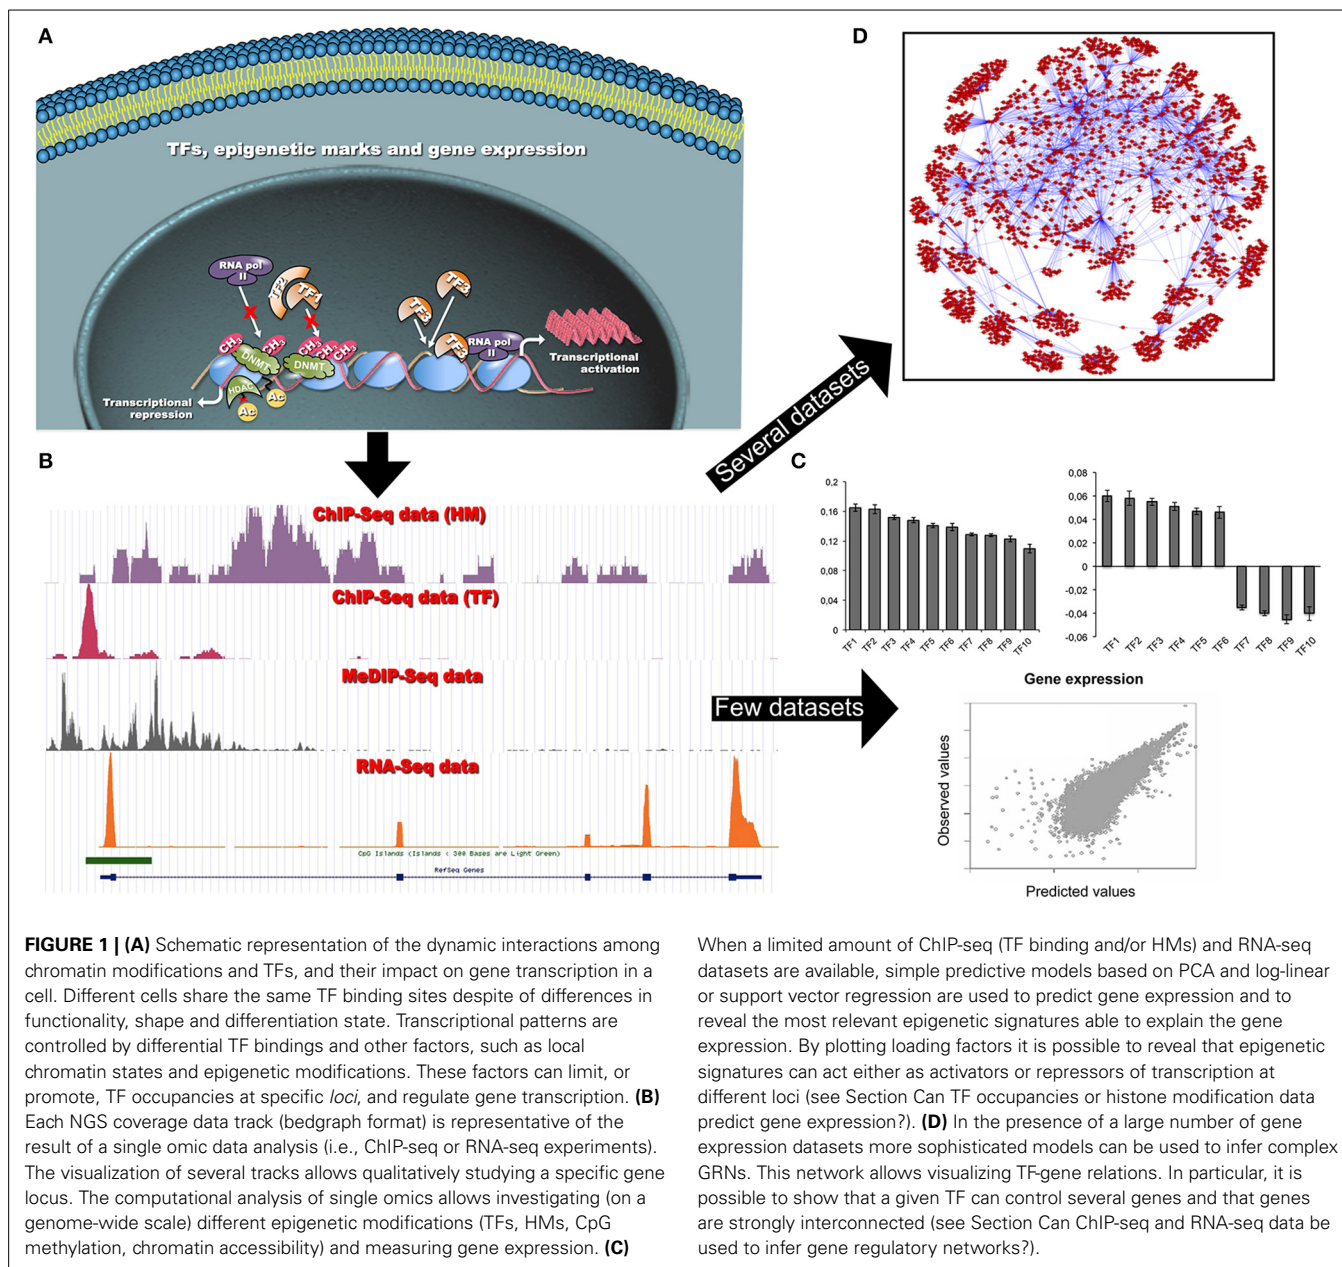 A
TFs, epigenetic marks and gene expression
RNA pol
II
TF2
TF1
TF3
TF3
TF3
RNA pol
II
X
X
CH3
CH3
CH3
CH3
CH3
DNMT
DNMT
HDAC
x
Ac
Ac
Transcriptional
repression
Transcriptional
activation
D
Several datasets
B
ChIP-Seq data (HM)
ChIP-Seq data (TF)
MeDIP-Seq data
RNA-Seq data
CpG Islands (Islands < 300 Bases are Light Green)
RefSeq Genes
Few datasets
C
0,2
0,16
0,12
0,08
0,04
0
TF1 TF2 TF3 TF4 TF5 TF6 TF7 TF8 TF9 TF10
0,08
0,06
0,04
0,02
0
-0,02
-0,04
-0,06
TF1 TF2 TF3 TF4 TF5 TF6 TF7 TF8 TF9 TF10
Gene expression
Observed values
Predicted values
FIGURE 1 | (A) Schematic representation of the dynamic interactions among
chromatin modifications and TFs, and their impact on gene transcription in a
cell. Different cells share the same TF binding sites despite of differences in
functionality, shape and differentiation state. Transcriptional patterns are
controlled by differential TF bindings and other factors, such as local
chromatin states and epigenetic modifications. These factors can limit, or
promote, TF occupancies at specific loci, and regulate gene transcription. (B)
Each NGS coverage data track (bedgraph format) is representative of the
result of a single omic data analysis (i.e., ChIP-seq or RNA-seq experiments).
The visualization of several tracks allows qualitatively studying a specific gene
locus. The computational analysis of single omics allows investigating (on a
genome-wide scale) different epigenetic modifications (TFs, HMs, CpG
methylation, chromatin accessibility) and measuring gene expression. (C)
When a limited amount of ChIP-seq (TF binding and/or HMs) and RNA-seq
datasets are available, simple predictive models based on PCA and log-linear
or support vector regression are used to predict gene expression and to
reveal the most relevant epigenetic signatures able to explain the gene
expression. By plotting loading factors it is possible to reveal that epigenetic
signatures can act either as activators or repressors of transcription at
different loci (see Section Can TF occupancies or histone modification data
predict gene expression?). (D) In the presence of a large number of gene
expression datasets more sophisticated models can be used to infer complex
GRNs. This network allows visualizing TF-gene relations. In particular, it is
possible to show that a given TF can control several genes and that genes
are strongly interconnected (see Section Can ChIP-seq and RNA-seq data be
used to infer gene regulatory networks?).